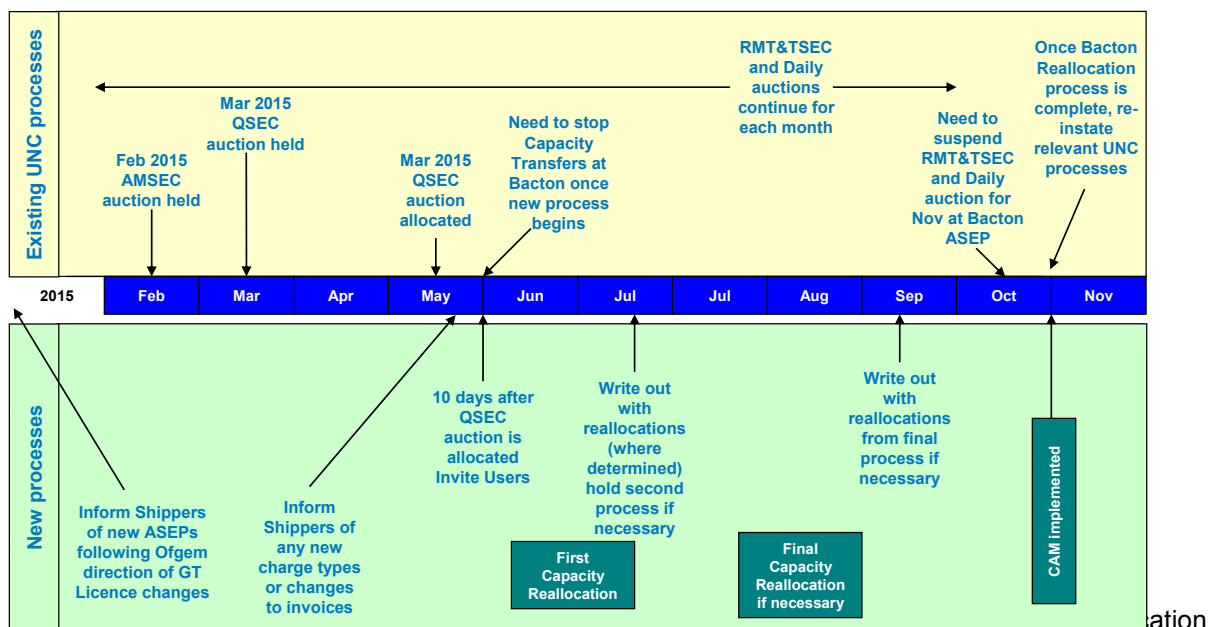 Existing UNC processes
Feb 2015
AMSEC
auction held
Mar 2015
QSEC
auction held
Mar 2015
QSEC
auction
allocated
Need to stop
Capacity
Transfers at
Bacton once
new process
begins
RMT&TSEC
and Daily
auctions
continue for
each month
Need to
suspend
RMT&TSEC
and Daily
auction for
Nov at Bacton
ASEP
Once Bacton
Reallocation
process is
complete, re-
instate
relevant UNC
processes
2015 Feb Mar Apr May Jun Jul Jul Aug Sep Oct Nov
New processes
Inform Shippers
of new ASEPs
following Ofgem
direction of GT
Licence changes
Inform
Shippers of
any new
charge types
or changes
to invoices
10 days after
QSEC
auction is
allocated
Invite Users
First
Capacity
Reallocation
Write out
with
reallocations
(where
determined)
hold second
process if
necessary
Final
Capacity
Reallocation
if necessary
Write out
with
reallocations
from final
process if
necessary
CAM implemented
cation